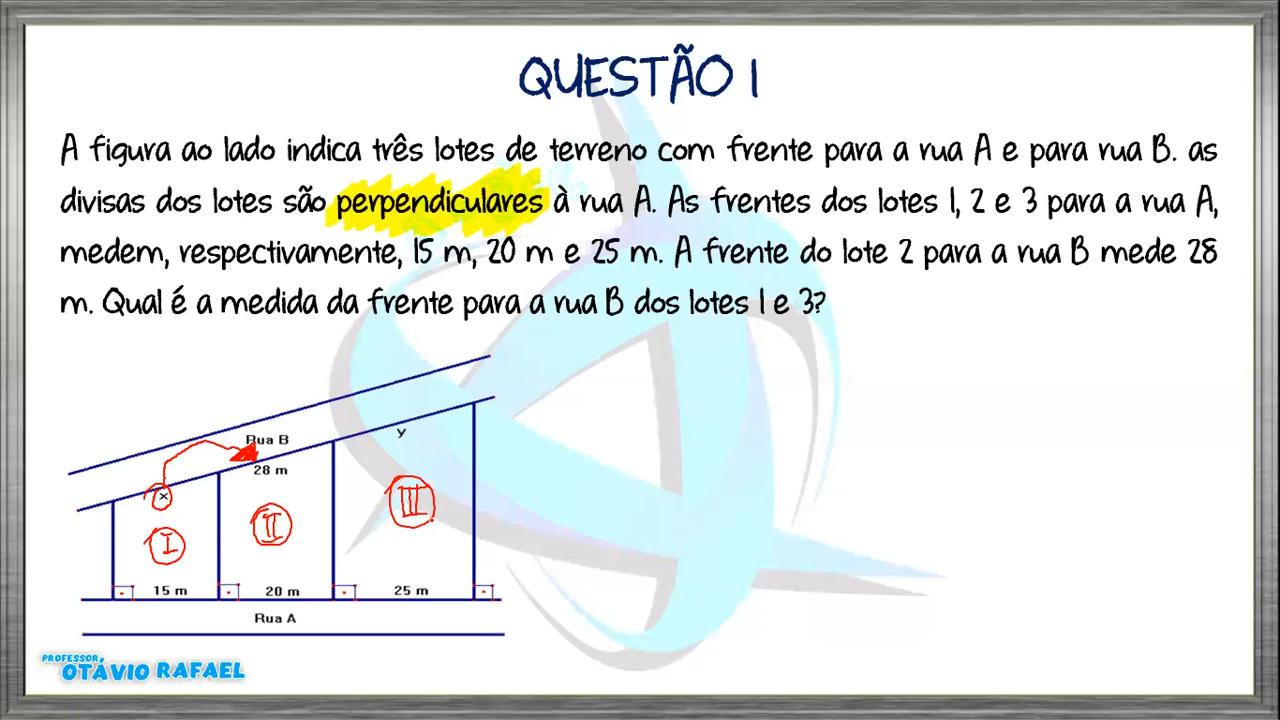 QUESTÃO 1
A figura ao lado indica três lotes de terreno com frente para a rua A e para rua B. as
divisas dos lotes são perpendiculares à rua A. As frentes dos lotes 1, 2 e 3 para a rua A,
medem, respectivamente, 15 m, 20 m e 25 m. A frente do lote 2 para a rua B mede 28
m. Qual é a medida da frente para a rua B dos lotes 1 e 3?
Rua B
y
28 m
x
III
II
I
15 m
20 m
25 m
Rua A
PROFESSOR
OTÁVIO RAFAEL